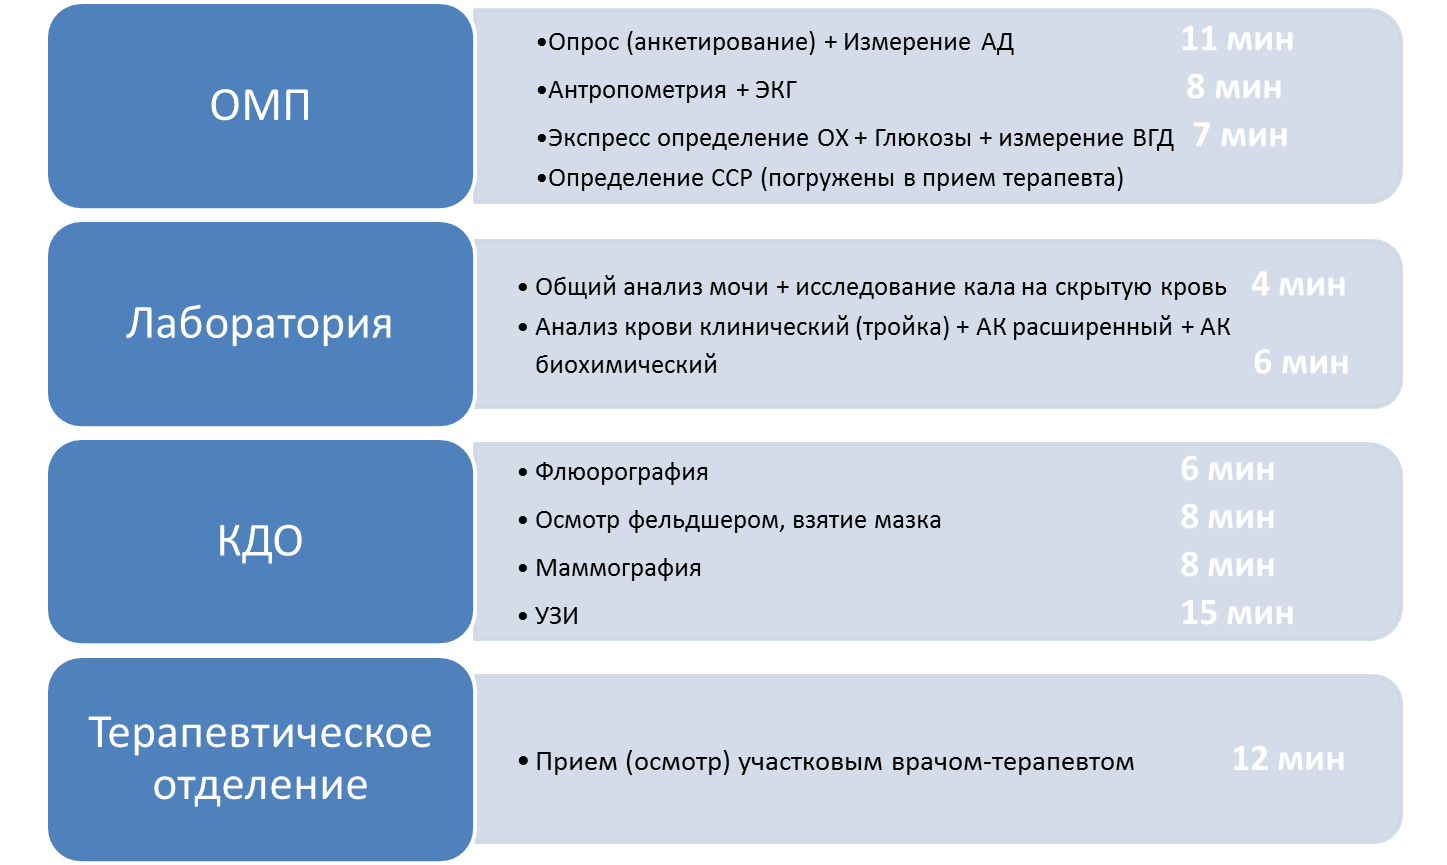 ОМП
•Опрос (анкетирование) + Измерение АД 11 мин
•Антропометрия + ЭКГ 8 мин
•Экспресс определение ОХ + Глюкозы + измерение ВГД 7 мин
•Определение ССР (погружены в прием терапевта)
Лаборатория
• Общий анализ мочи + исследование кала на скрытую кровь 4 мин
• Анализ крови клинический (тройка) + АК расширенный + АК
биохимический 6 мин
КДО
• Флюорография 6 мин
• Осмотр фельдшером, взятие мазка 8 мин
• Маммография 8 мин
• УЗИ 15 мин
Терапевтическое
отделение
• Прием (осмотр) участковым врачом-терапевтом 12 мин